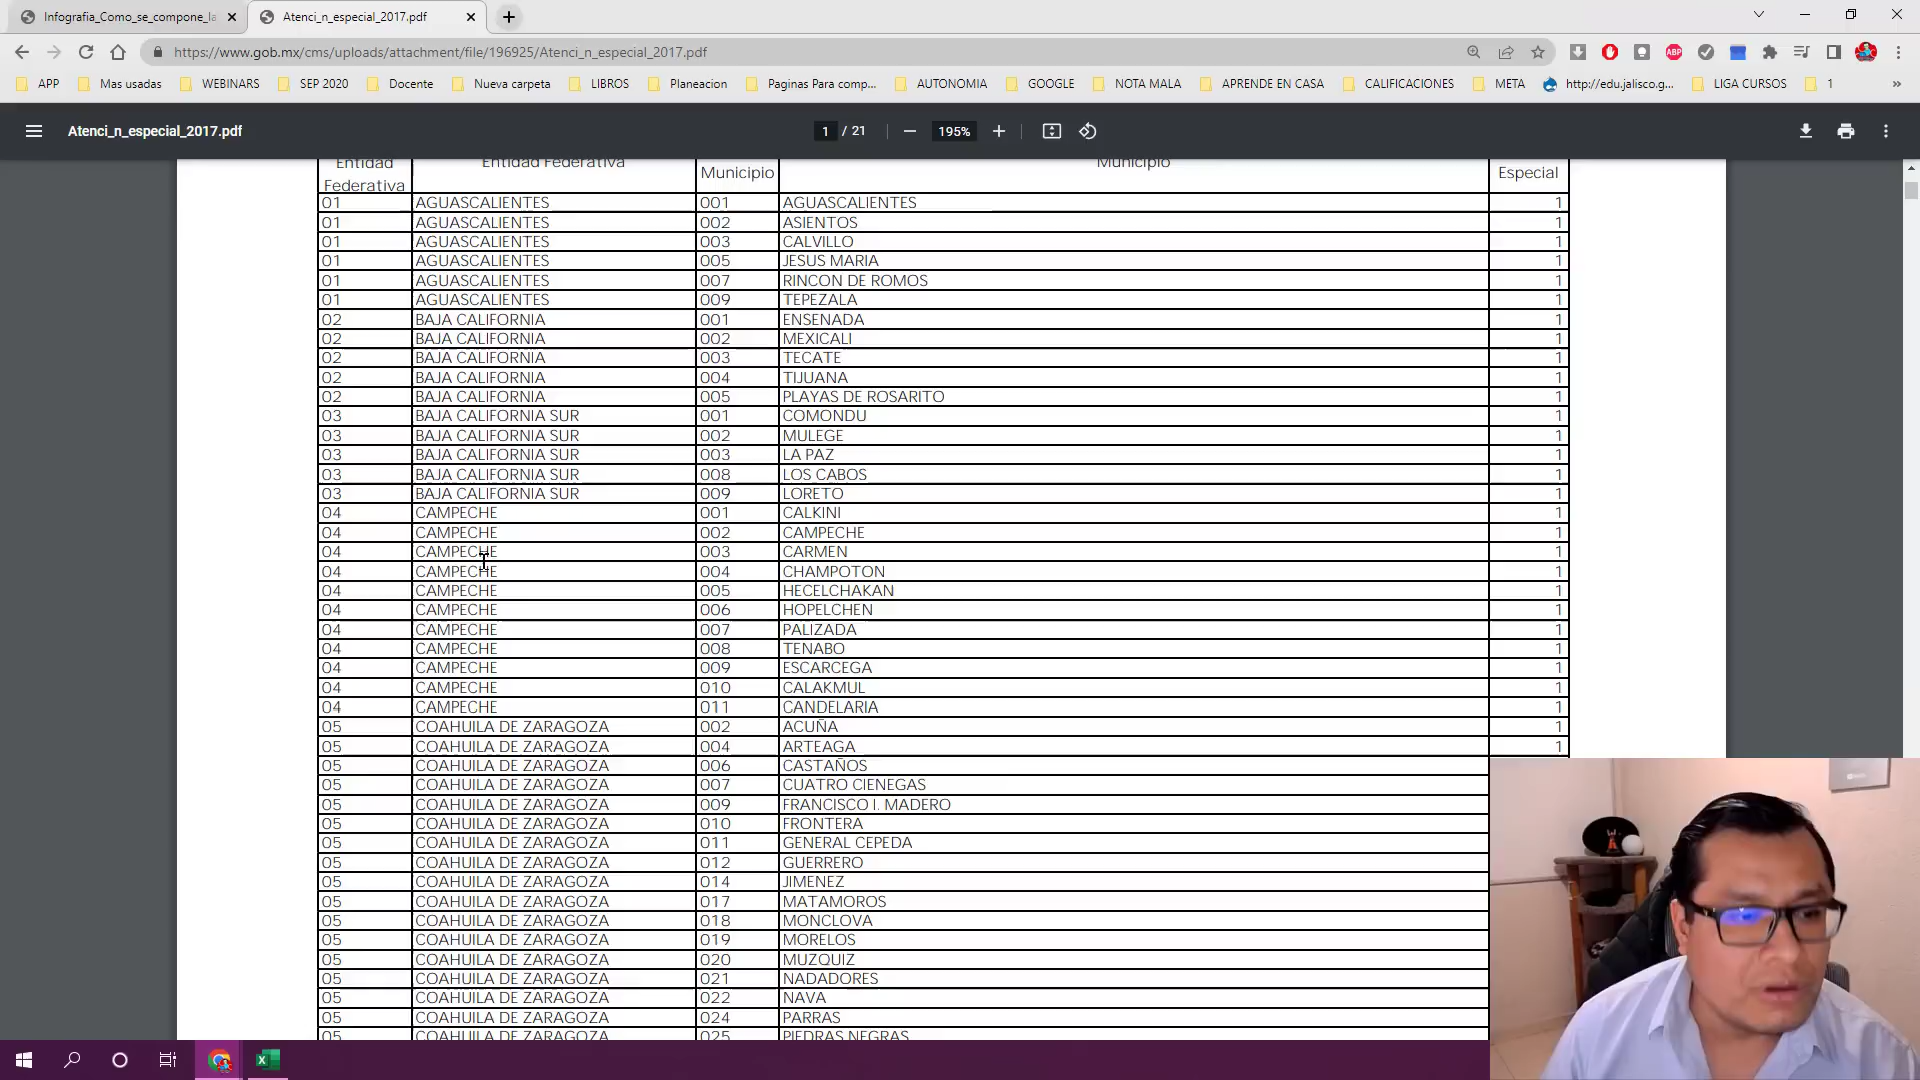 Infografia_Como_se_compone_la
Atenci_n_especial_2017.pdf
https://www.gob.mx/cms/uploads/attachment/file/196925/Atenci_n_especial_2017.pdf
ABP
APP Mas usadas WEBINARS SEP 2020 Docente Nueva carpeta LIBROS Planeacion Paginas Para comp... AUTONOMIA GOOGLE NOTA MALA APRENDE EN CASA CALIFICACIONES META http://edu.jalisco.g... LIGA CURSOS 1 »
Atenci_n_especial_2017.pdf 1 / 21 195%
Entidad Federativa Entidad Federativa Municipio Municipio Especial
01 AGUASCALIENTES 001 AGUASCALIENTES 1
01 AGUASCALIENTES 002 ASIENTOS 1
01 AGUASCALIENTES 003 CALVILLO 1
01 AGUASCALIENTES 005 JESUS MARIA 1
01 AGUASCALIENTES 007 RINCON DE ROMOS 1
01 AGUASCALIENTES 009 TEPEZALA 1
02 BAJA CALIFORNIA 001 ENSENADA 1
02 BAJA CALIFORNIA 002 MEXICALI 1
02 BAJA CALIFORNIA 003 TECATE 1
02 BAJA CALIFORNIA 004 TIJUANA 1
02 BAJA CALIFORNIA 005 PLAYAS DE ROSARITO 1
03 BAJA CALIFORNIA SUR 001 COMONDU 1
03 BAJA CALIFORNIA SUR 002 MULEGE 1
03 BAJA CALIFORNIA SUR 003 LA PAZ 1
03 BAJA CALIFORNIA SUR 008 LOS CABOS 1
03 BAJA CALIFORNIA SUR 009 LORETO 1
04 CAMPECHE 001 CALKINI 1
04 CAMPECHE 002 CAMPECHE 1
04 CAMPECHE 003 CARMEN 1
04 CAMPECHE 004 CHAMPOTON 1
04 CAMPECHE 005 HECELCHAKAN 1
04 CAMPECHE 006 HOPELCHEN 1
04 CAMPECHE 007 PALIZADA 1
04 CAMPECHE 008 TENABO 1
04 CAMPECHE 009 ESCARCEGA 1
04 CAMPECHE 010 CALAKMUL 1
04 CAMPECHE 011 CANDELARIA 1
05 COAHUILA DE ZARAGOZA 002 ACUÑA 1
05 COAHUILA DE ZARAGOZA 004 ARTEAGA 1
05 COAHUILA DE ZARAGOZA 006 CASTAÑOS
05 COAHUILA DE ZARAGOZA 007 CUATRO CIENEGAS
05 COAHUILA DE ZARAGOZA 009 FRANCISCO I. MADERO
05 COAHUILA DE ZARAGOZA 010 FRONTERA
05 COAHUILA DE ZARAGOZA 011 GENERAL CEPEDA
05 COAHUILA DE ZARAGOZA 012 GUERRERO
05 COAHUILA DE ZARAGOZA 014 JIMENEZ
05 COAHUILA DE ZARAGOZA 017 MATAMOROS
05 COAHUILA DE ZARAGOZA 018 MONCLOVA
05 COAHUILA DE ZARAGOZA 019 MORELOS
05 COAHUILA DE ZARAGOZA 020 MUZQUIZ
05 COAHUILA DE ZARAGOZA 021 NADADORES
05 COAHUILA DE ZARAGOZA 022 NAVA
05 COAHUILA DE ZARAGOZA 024 PARRAS
05 COAHUILA DE ZARAGOZA 025 PIEDRAS NEGRAS